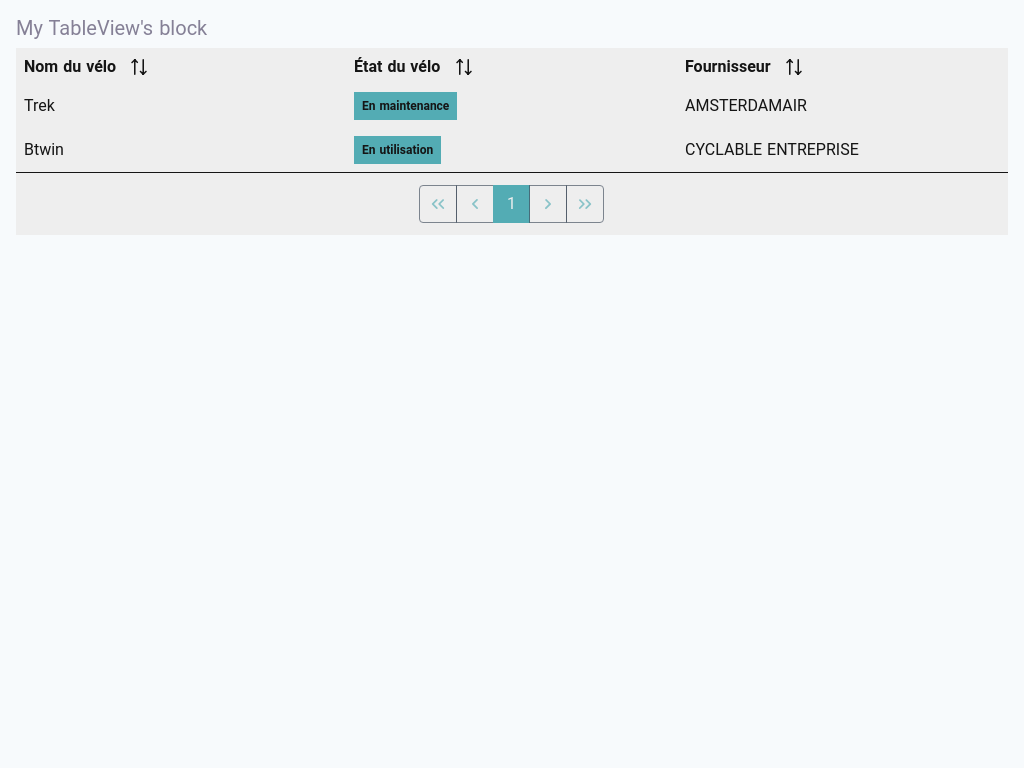 My TableView's block
Nom du vélo État du vélo Fournisseur
Trek En maintenance AMSTERDAMAIR
Btwin En utilisation CYCLABLE ENTREPRISE
1